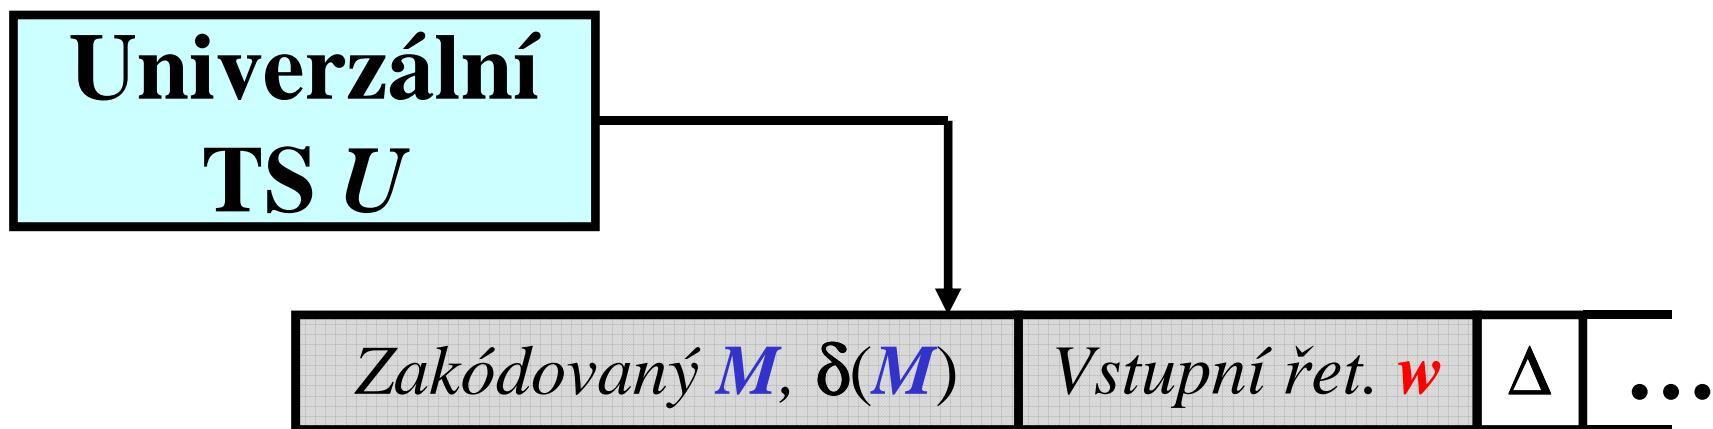 Univerzální
TS U
Zakódovaný M, δ(M) Vstupní řet. w Δ ...